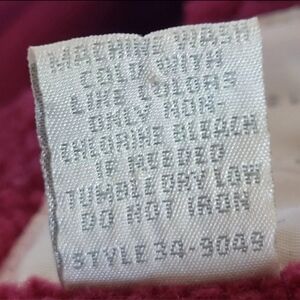 MACHINE WASH
COLD WITH
LIKE COLORS
ONLY NON-
CHLORINE BLEACH
IF NEEDED
TUMBLE DRY LOW
DO NOT IRON
STYLE 34-9049